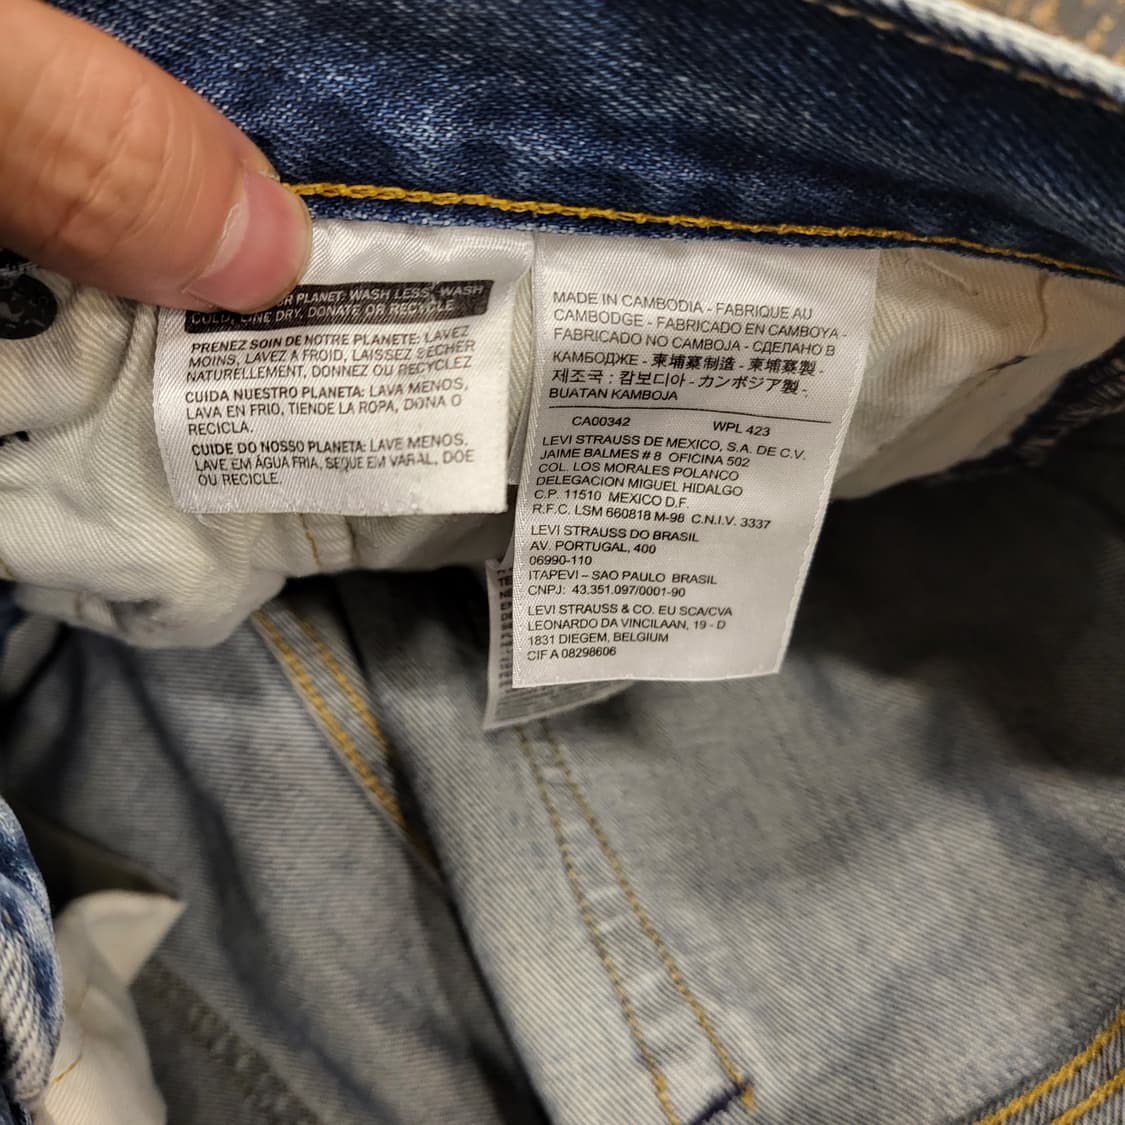 R PLANET: WASH LESS, WASH
COLD, LINE DRY, DONATE OR RECYCLE
PRENEZ SOIN DE NOTRE PLANETE: LAVEZ
MOINS, LAVEZ A FROID, LAISSEZ SECHER
NATURELLEMENT, DONNEZ OU RECYCLEZ
CUIDA NUESTRO PLANETA: LAVA MENOS,
LAVA EN FRIO, TIENDE LA ROPA, DONA O
RECICLA.
CUIDE DO NOSSO PLANETA: LAVE MENOS.
LAVE EM ÁGUA FRIA, SEQUE EM VARAL, DOE
OU RECICLE.
MADE IN CAMBODIA - FABRIQUE AU
CAMBODGE - FABRICADO EN CAMBOYA -
FABRICADO NO CAMBOJA - СДЕЛАНО В
КАМБОДЖЕ - 柬埔寨制造 - 柬埔寨製 -
제조국 : 캄보디아 - カンボジア製 -
BUATAN KAMBOJA
CA00342 WPL 423
LEVI STRAUSS DE MEXICO, S.A. DE C.V.
JAIME BALMES # 8 OFICINA 502
COL. LOS MORALES POLANCO
DELEGACION MIGUEL HIDALGO
C.P. 11510 MEXICO D.F.
R.F.C. LSM 660818 M-98 C.N.I.V. 3337
LEVI STRAUSS DO BRASIL
AV. PORTUGAL, 400
06990-110
ITAPEVI – SAO PAULO BRASIL
CNPJ: 43.351.097/0001-90
LEVI STRAUSS & CO. EU SCA/CVA
LEONARDO DA VINCILAAN, 19 - D
1831 DIEGEM, BELGIUM
CIF A 08298606